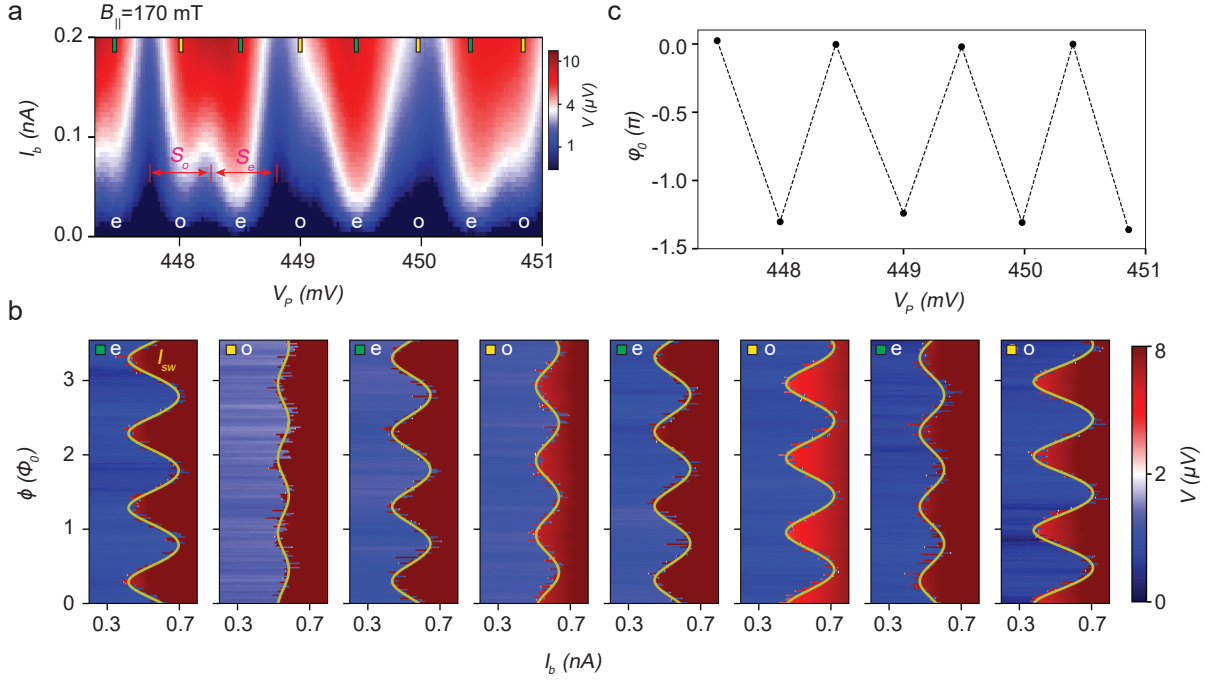 a
B||=170 mT
0.2
0.1
0.0
I_b (nA)
S_o
S_e
e o e o e o e o
448 449 450 451
V_P (mV)
10
4
1
V (µV)
c
0.0
-0.5
-1.0
-1.5
φ_0 (π)
448 449 450 451
V_P (mV)
b
e o e o e o e o
I_sw
3
2
1
0
ϕ (Φ_0)
0.3 0.7 0.3 0.7 0.3 0.7 0.3 0.7 0.3 0.7 0.3 0.7 0.3 0.7 0.3 0.7
I_b (nA)
8
2
0
V (µV)